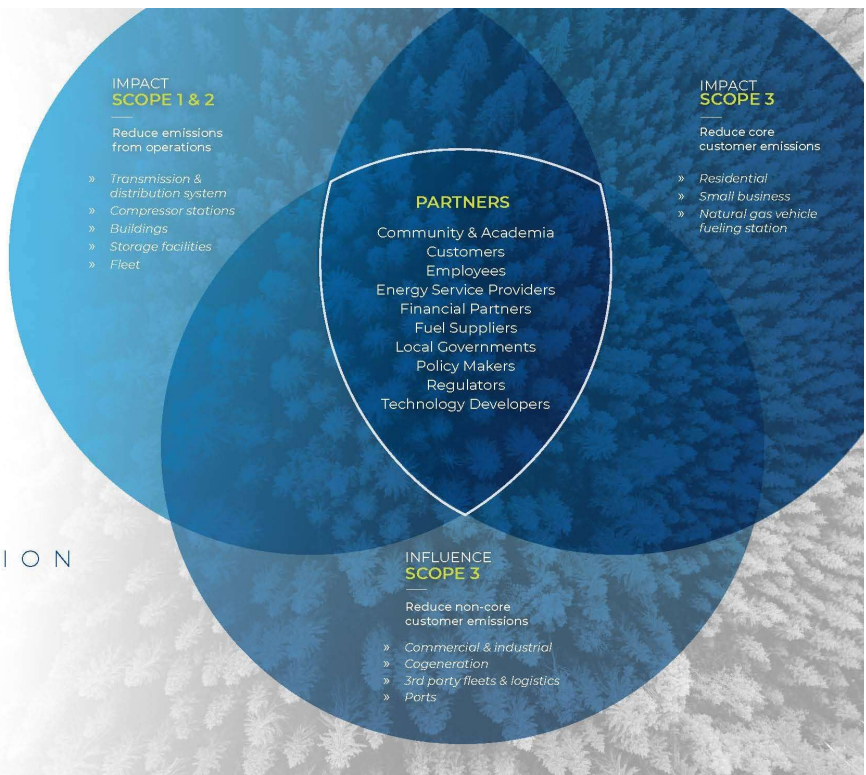 IMPACT
SCOPE 1 & 2
Reduce emissions
from operations
» Transmission &
distribution system
» Compressor stations
» Buildings
» Storage facilities
» Fleet
IMPACT
SCOPE 3
Reduce core
customer emissions
» Residential
» Small business
» Natural gas vehicle
fueling station
PARTNERS
Community & Academia
Customers
Employees
Energy Service Providers
Financial Partners
Fuel Suppliers
Local Governments
Policy Makers
Regulators
Technology Developers
ION
INFLUENCE
SCOPE 3
Reduce non-core
customer emissions
» Commercial & industrial
» Cogeneration
» 3rd party fleets & logistics
» Ports